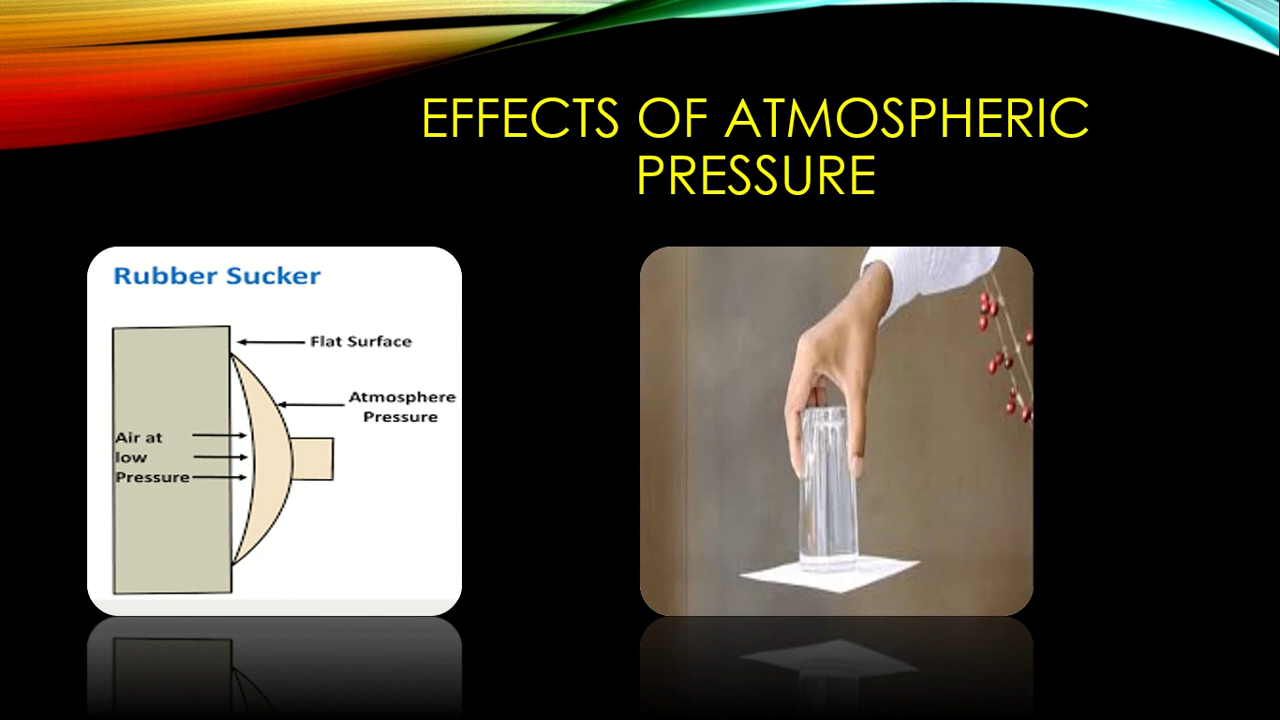 EFFECTS OF ATMOSPHERIC
PRESSURE
Rubber Sucker
Flat Surface
Atmosphere
Pressure
Air at
low
Pressure